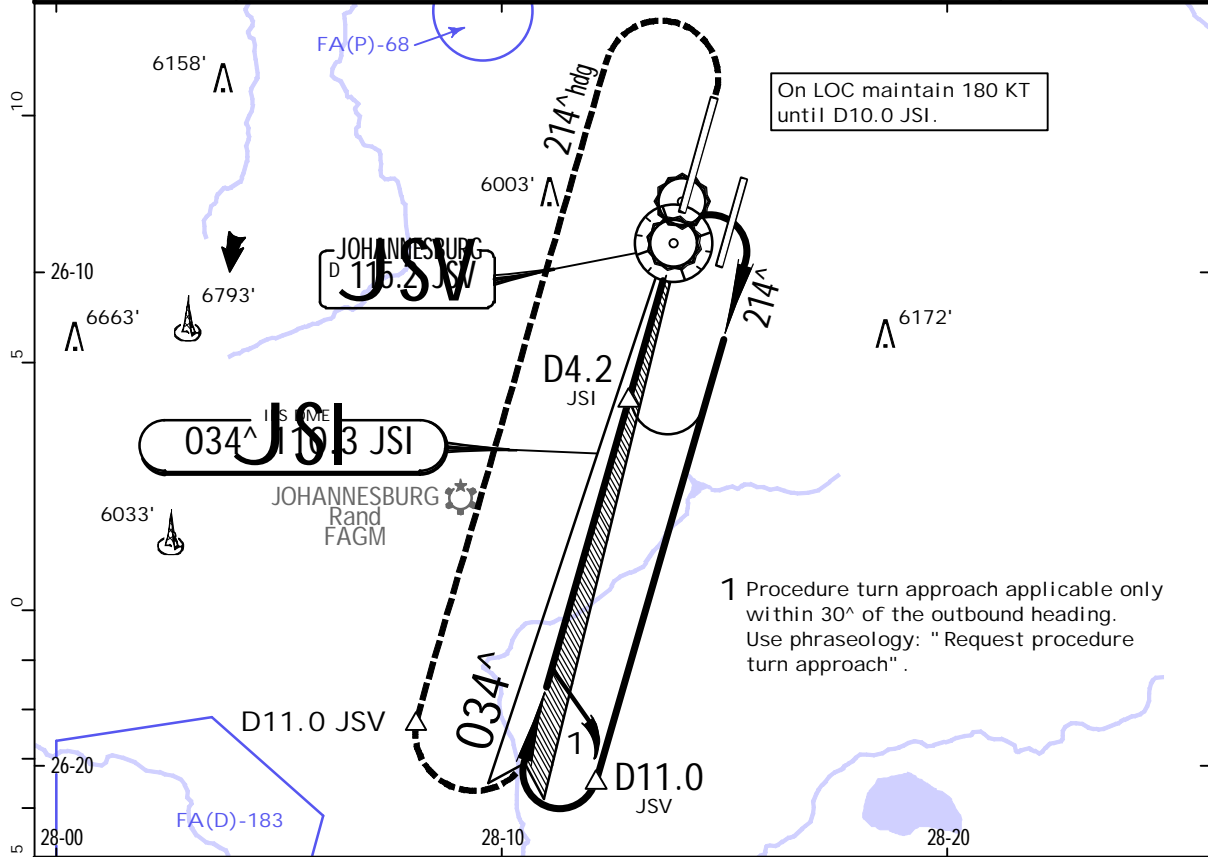 FA(P)-68
6158'
On LOC maintain 180 KT
until D10.0 JSI.
10
214^hdg
6003'
JOHANNESBURG
D 115.2 JSV
JSV
26-10
6793'
6663'
214^
6172'
5
D4.2
JSI
ILS DME
034^ 110.3 JSI
JSI
JOHANNESBURG
Rand
FAGM
6033'
1 Procedure turn approach applicable only
within 30^ of the outbound heading.
Use phraseology: "Request procedure
turn approach".
0
034^
D11.0 JSV
1
26-20
D11.0
JSV
FA(D)-183
5
28-00
28-10
28-20